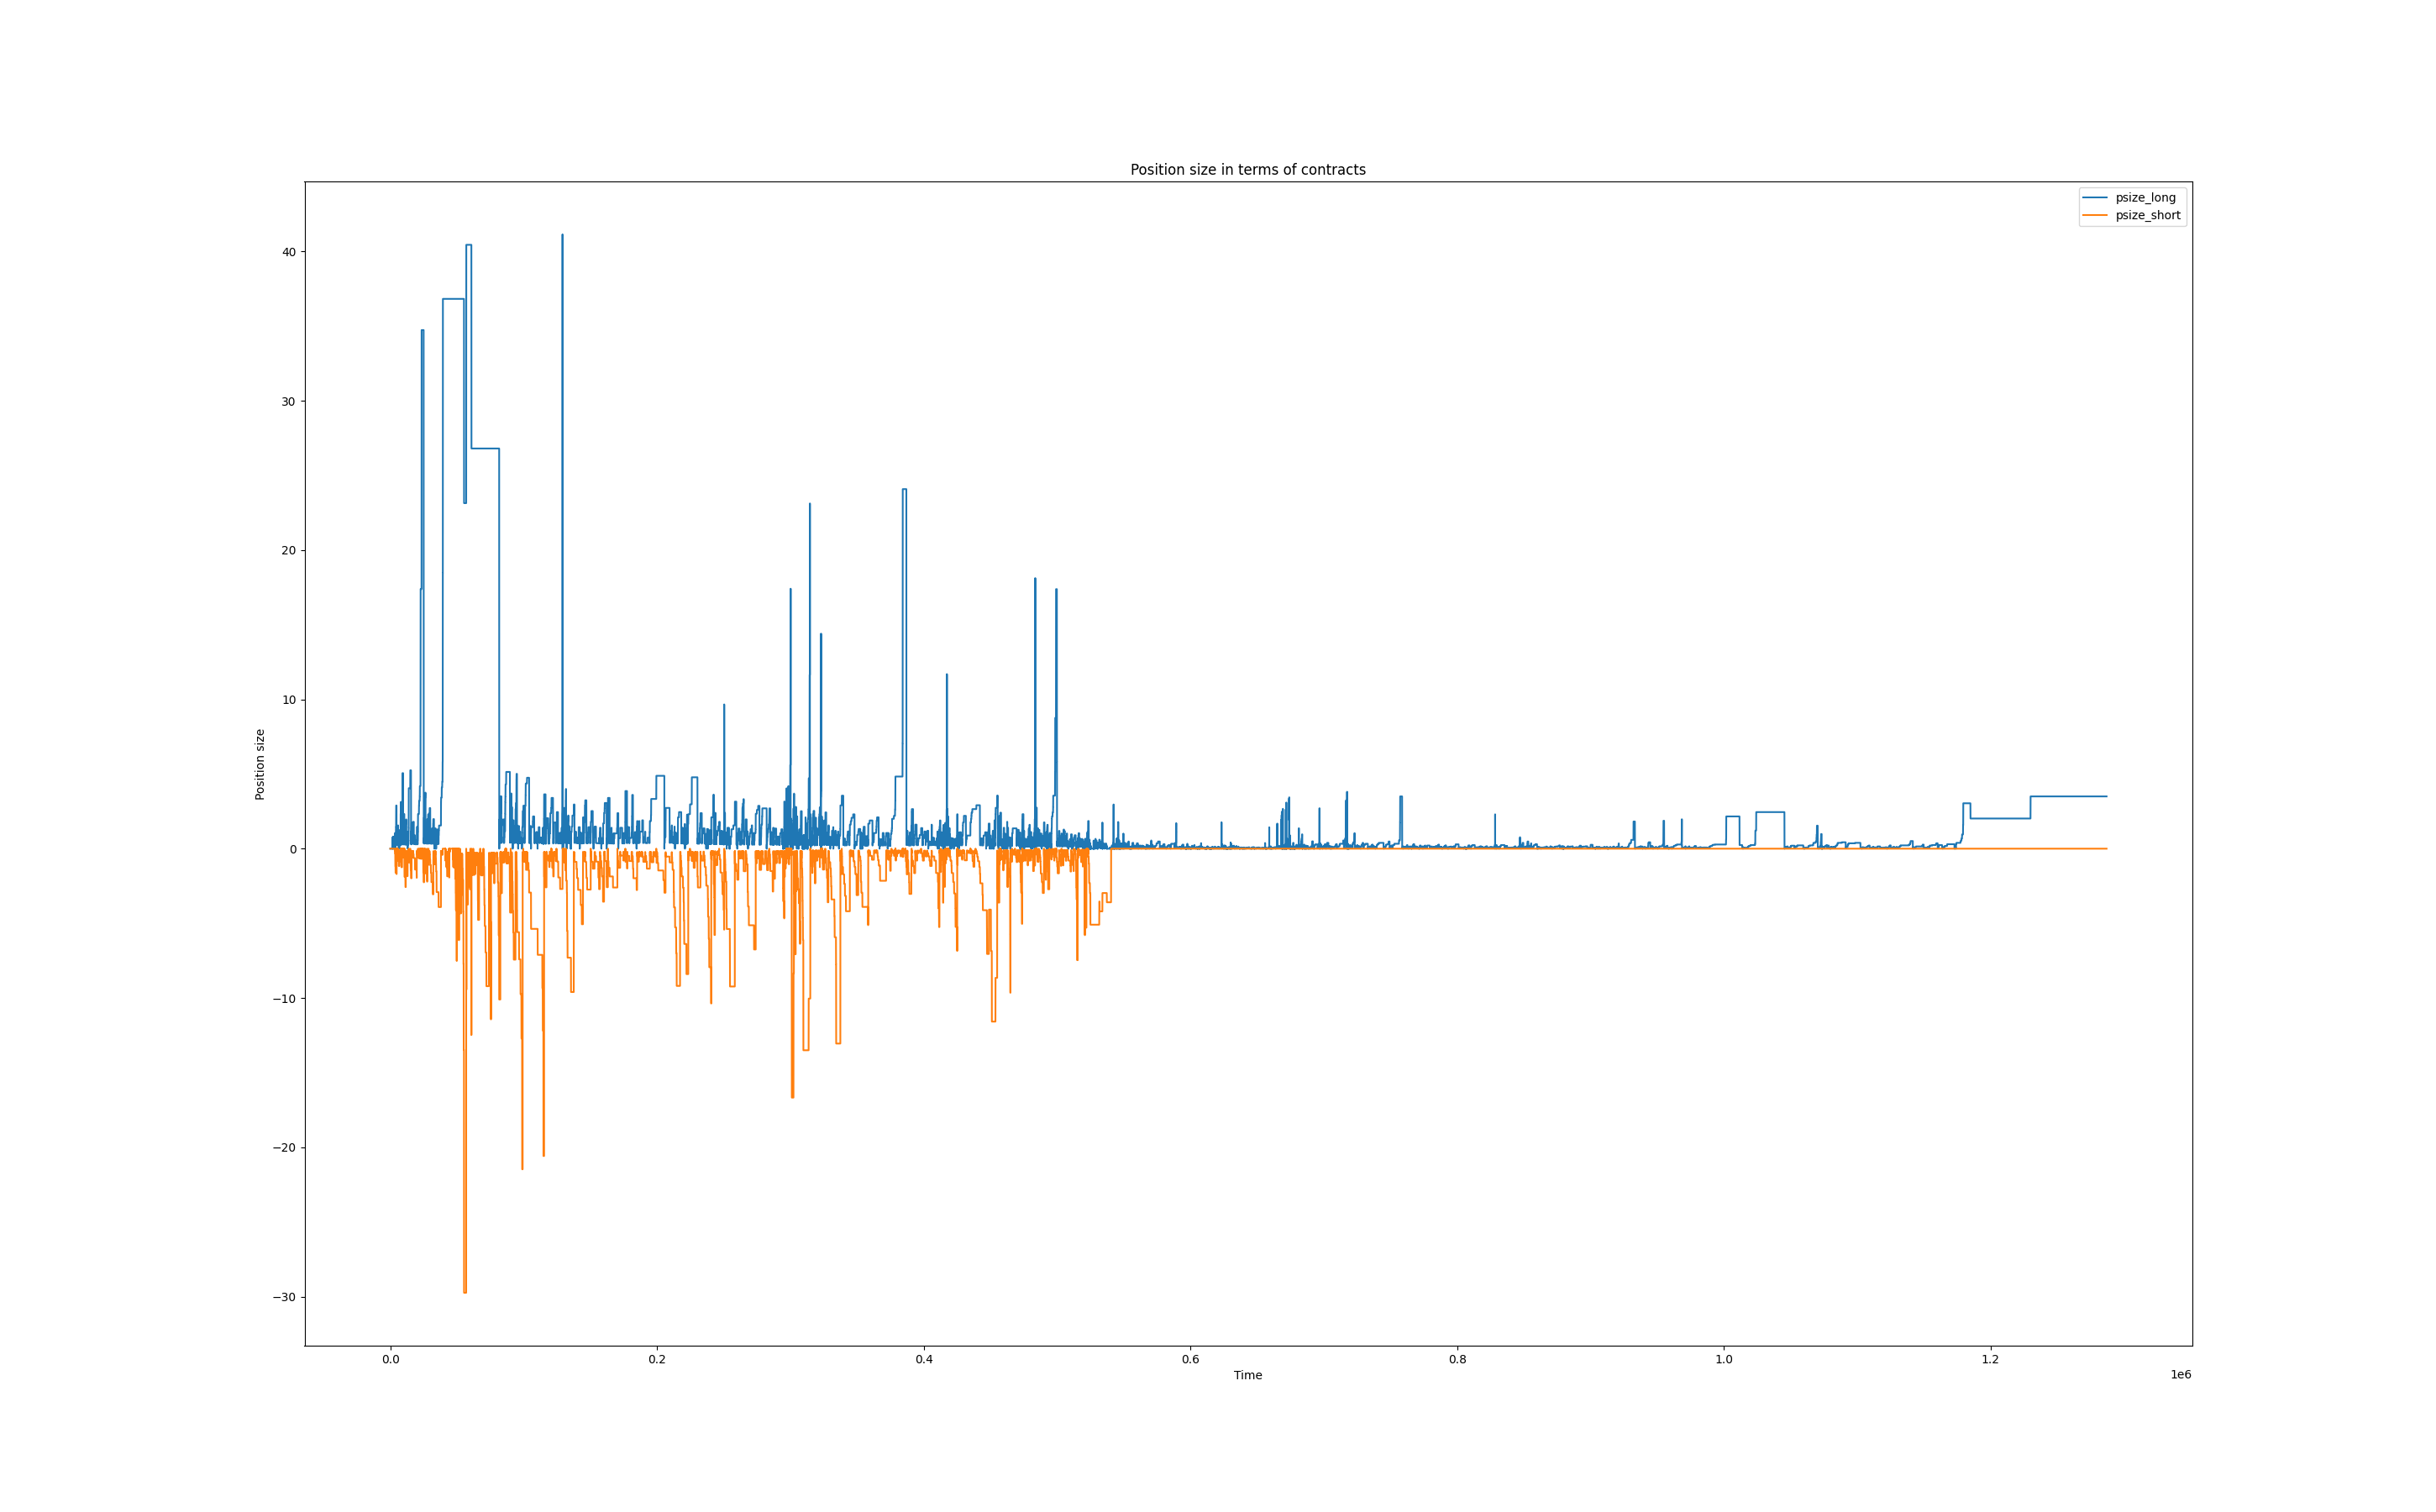 Position size in terms of contracts
psize_long
psize_short
40
30
20
10
0
−10
−20
−30
Position size
0.0 0.2 0.4 0.6 0.8 1.0 1.2
Time
1e6